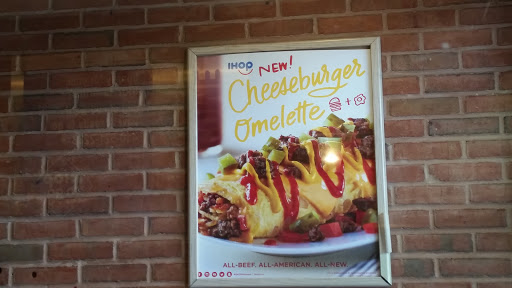 IHOP
NEW!
Cheeseburger
Omelette
ALL-BEEF. ALL-AMERICAN. ALL-NEW.